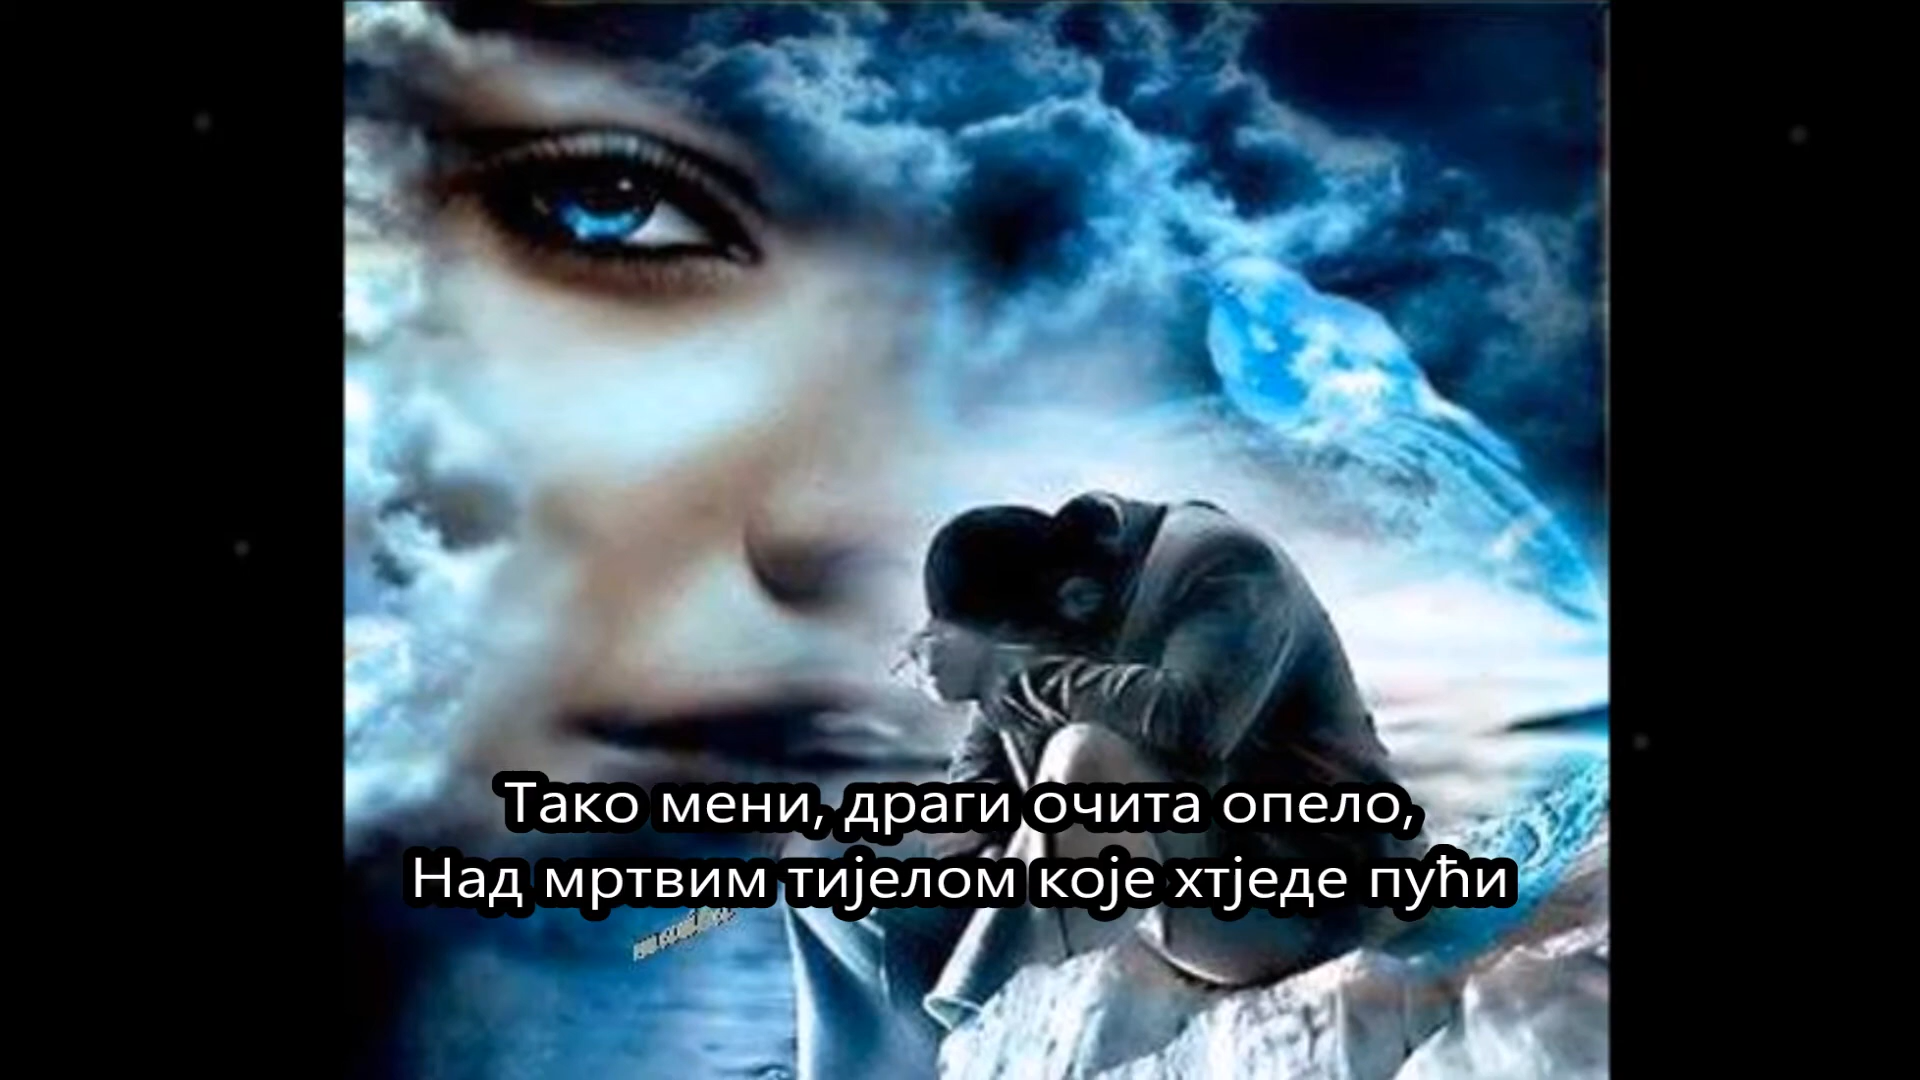 Тако мени, драги очита опело,
Над мртвим тијелом које хтједе пући